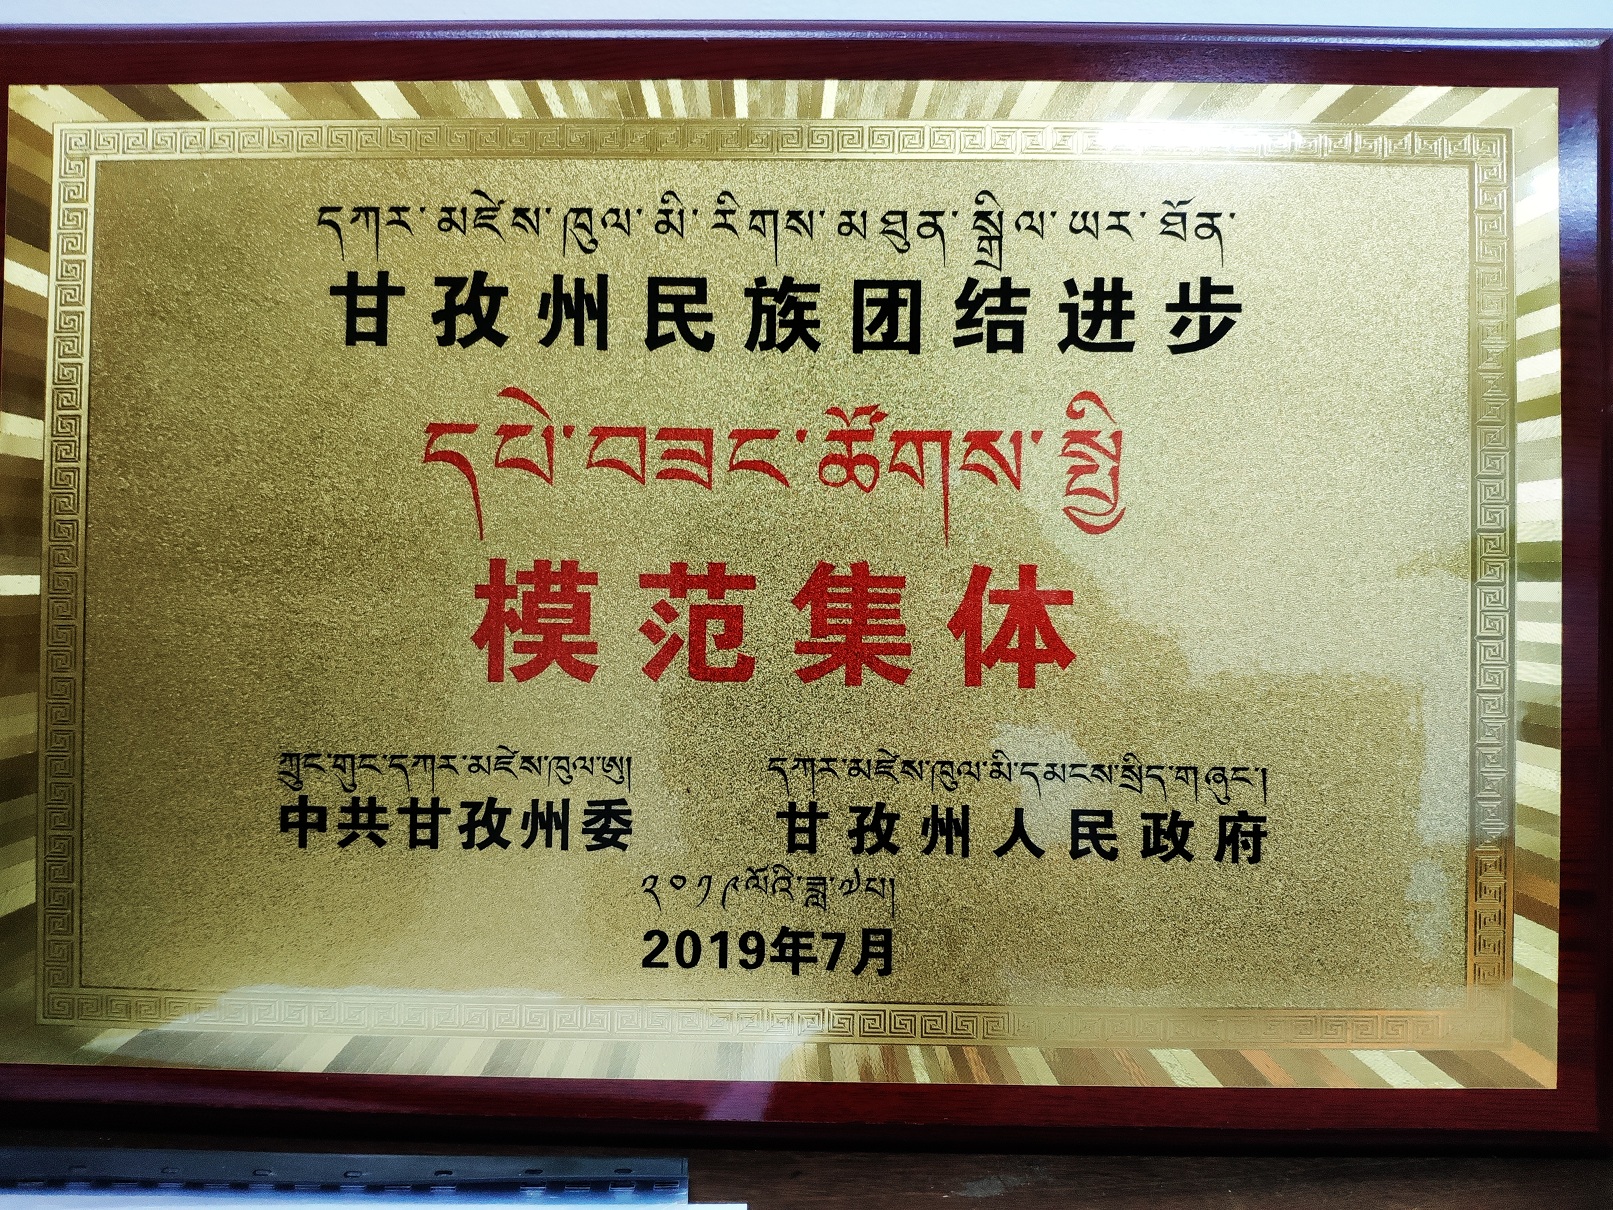 དཀར་མཛེས་ཁུལ་མི་རིགས་མཐུན་སྒྲིལ་ཡར་ཐོན་
甘孜州民族团结进步
དཔེ་བཟང་ཚོགས་སྤྱི
模范集体
ཀྲུང་གུང་དཀར་མཛེས་ཁུལ་ཨུ། དཀར་མཛེས་ཁུལ་མི་དམངས་སྲིད་གཞུང་།
中共甘孜州委 甘孜州人民政府
༢༠༡༩ལོའི་ཟླ་༧པ།
2019年7月